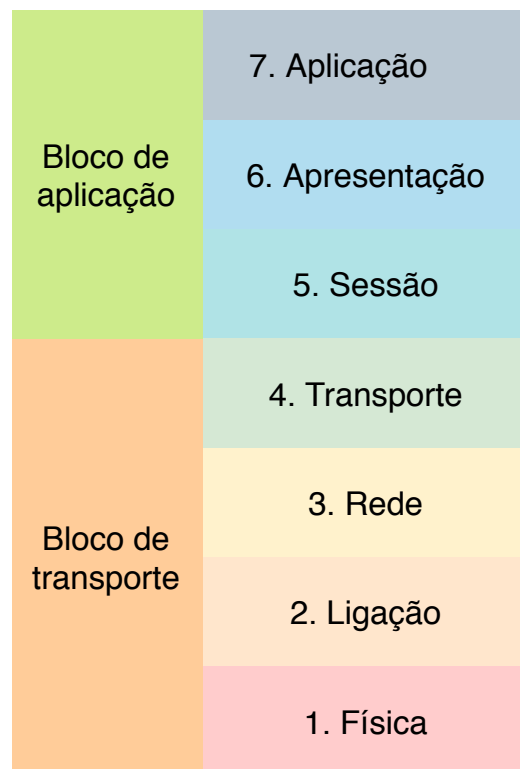 Bloco de
aplicação
7. Aplicação
6. Apresentação
5. Sessão
Bloco de
transporte
4. Transporte
3. Rede
2. Ligação
1. Física